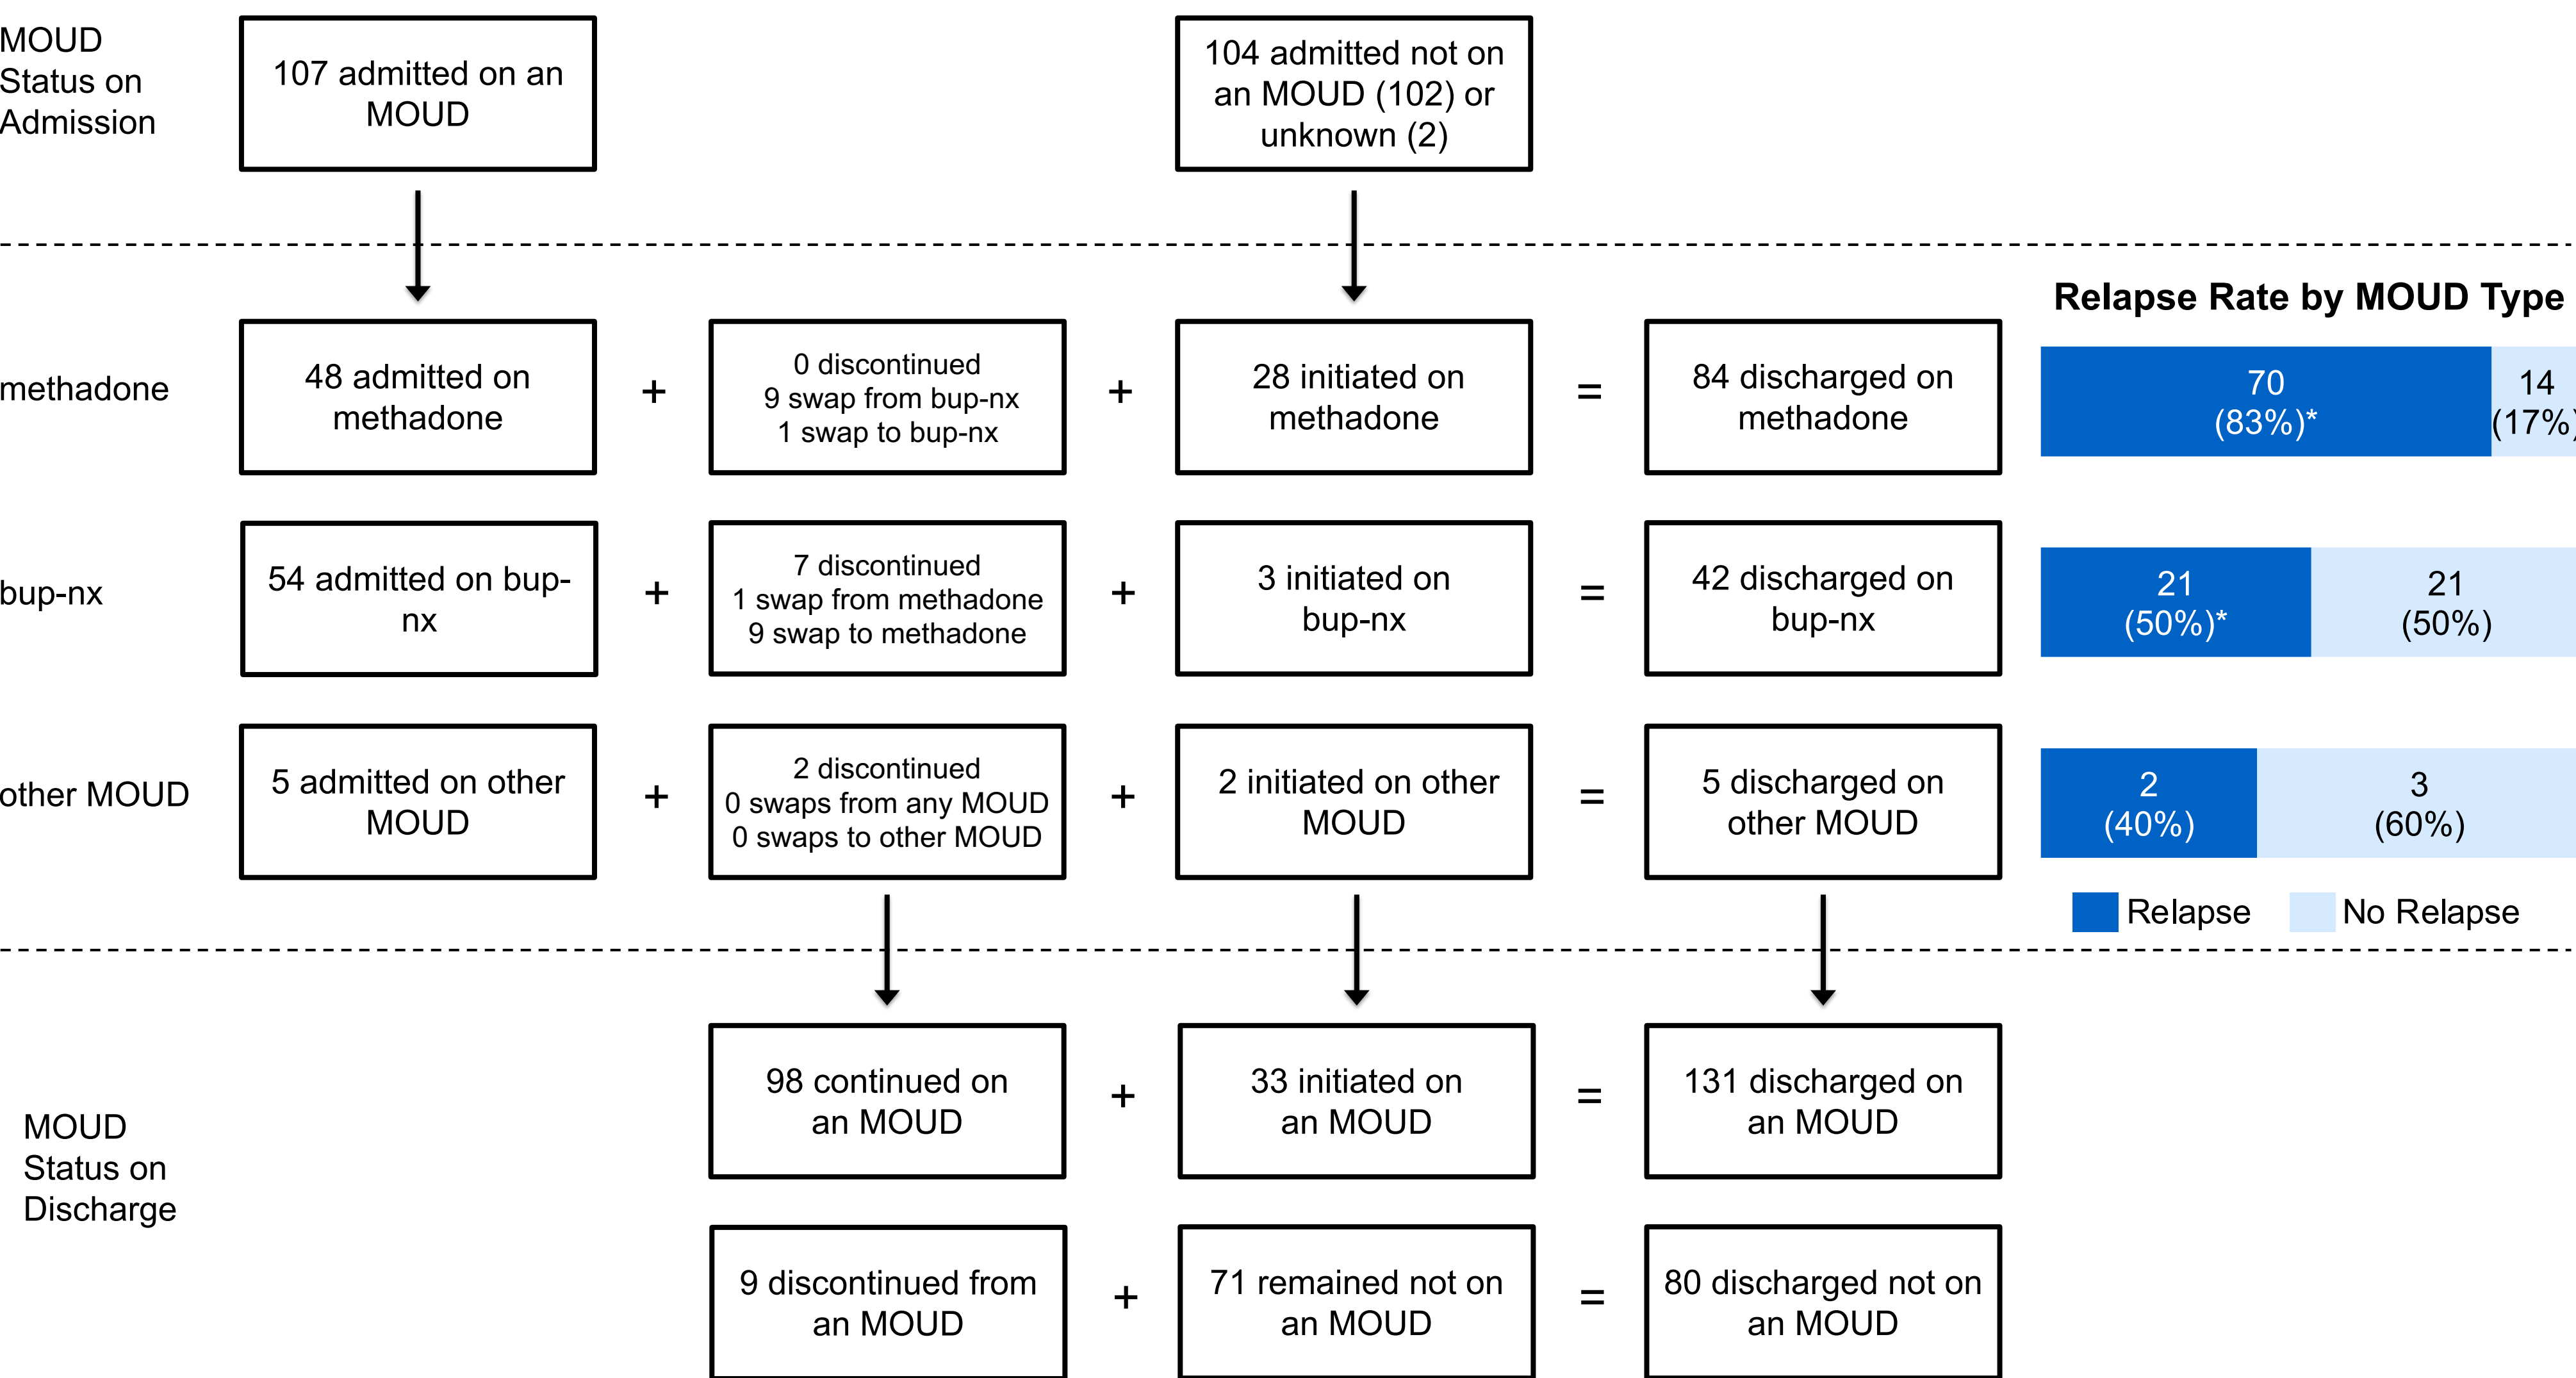 MOUD
Status on
Admission
107 admitted on an
MOUD
104 admitted not on
an MOUD (102) or
unknown (2)
Relapse Rate by MOUD Type
methadone
48 admitted on
methadone
+
0 discontinued
9 swap from bup-nx
1 swap to bup-nx
+
28 initiated on
methadone
=
84 discharged on
methadone
70
(83%)*
14
(17%)
bup-nx
54 admitted on bup-
nx
+
7 discontinued
1 swap from methadone
9 swap to methadone
+
3 initiated on
bup-nx
=
42 discharged on
bup-nx
21
(50%)*
21
(50%)
other MOUD
5 admitted on other
MOUD
+
2 discontinued
0 swaps from any MOUD
0 swaps to other MOUD
+
2 initiated on other
MOUD
=
5 discharged on
other MOUD
2
(40%)
3
(60%)
Relapse
No Relapse
MOUD
Status on
Discharge
98 continued on
an MOUD
+
33 initiated on
an MOUD
=
131 discharged on
an MOUD
9 discontinued from
an MOUD
+
71 remained not on
an MOUD
=
80 discharged not on
an MOUD